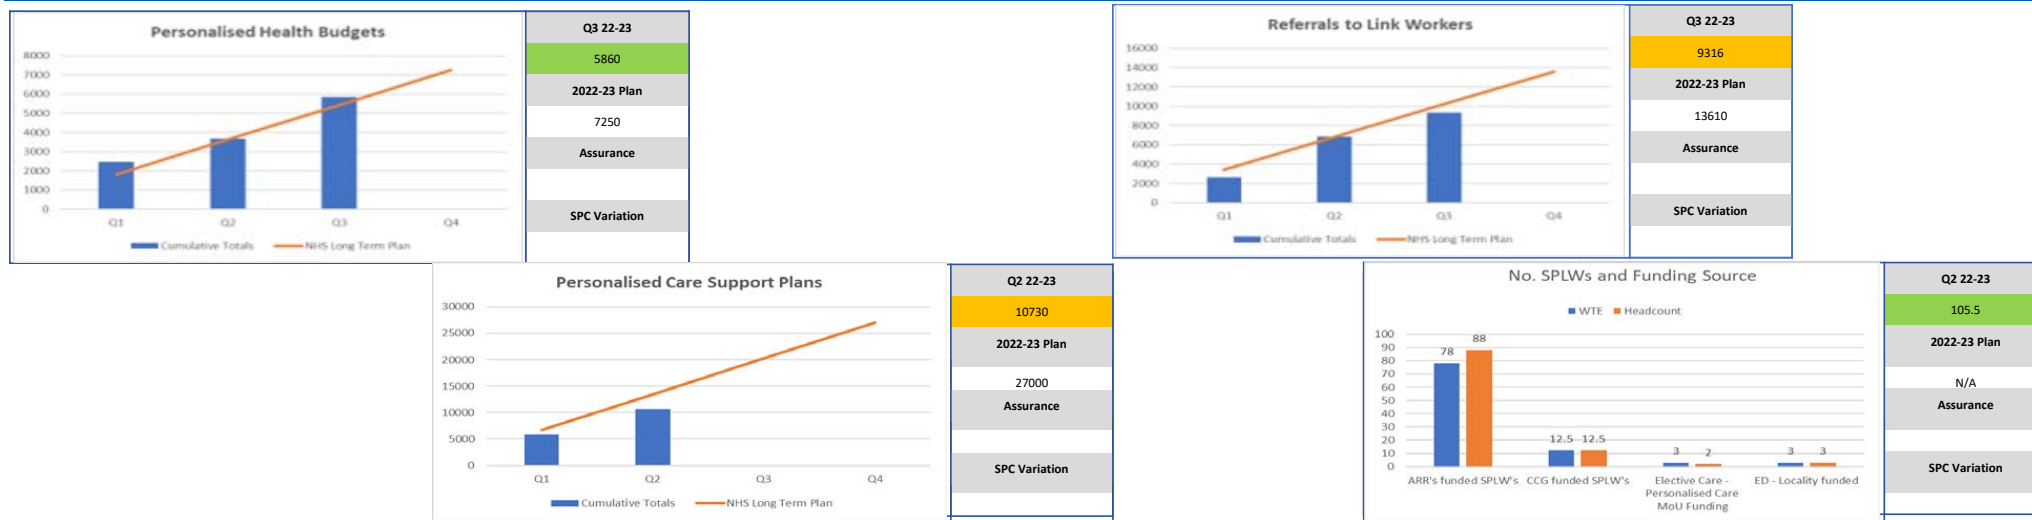 Personalised Health Budgets
8000
7000
6000
5000
4000
3000
2000
1000
0
Q1 Q2 Q3 Q4
Cumulative Totals NHS Long Term Plan
Q3 22-23
5860
2022-23 Plan
7250
Assurance
SPC Variation
Referrals to Link Workers
16000
14000
12000
10000
8000
6000
4000
2000
0
Q1 Q2 Q3 Q4
Cumulative Totals NHS Long Term Plan
Q3 22-23
9316
2022-23 Plan
13610
Assurance
SPC Variation
Personalised Care Support Plans
30000
25000
20000
15000
10000
5000
0
Q1 Q2 Q3 Q4
Cumulative Totals NHS Long Term Plan
Q2 22-23
10730
2022-23 Plan
27000
Assurance
SPC Variation
No. SPLWs and Funding Source
WTE Headcount
100
90
80
70
60
50
40
30
20
10
0
78 88
12.5 12.5
3 2
3 3
ARR's funded SPLW's CCG funded SPLW's Elective Care - ED - Locality funded
Personalised Care
MoU Funding
Q2 22-23
105.5
2022-23 Plan
N/A
Assurance
SPC Variation